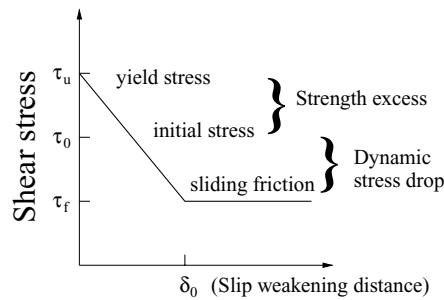 Shear stress
τu
yield stress
Strength excess
τ0
initial stress
Dynamic
stress drop
sliding friction
τf
δ0 (Slip weakening distance)